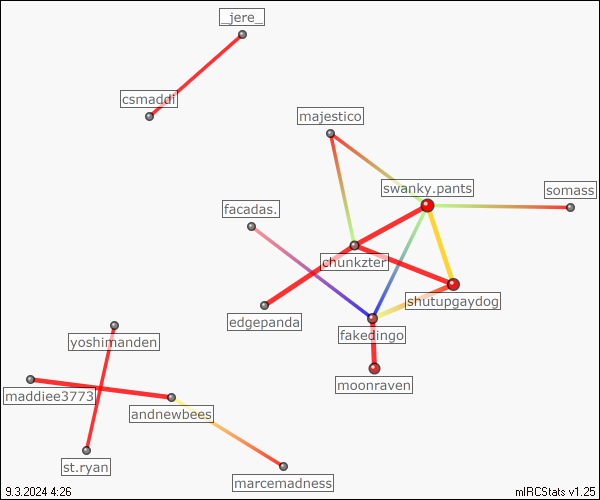 _jere_
csmaddi
majestico
swanky.pants
somass
facadas.
chunkzter
shutupgaydog
edgepanda
fakedingo
yoshimanden
moonraven
maddiee3773
andnewbees
st.ryan
marcemadness
9.3.2024 4:26
mIRCStats v1.25